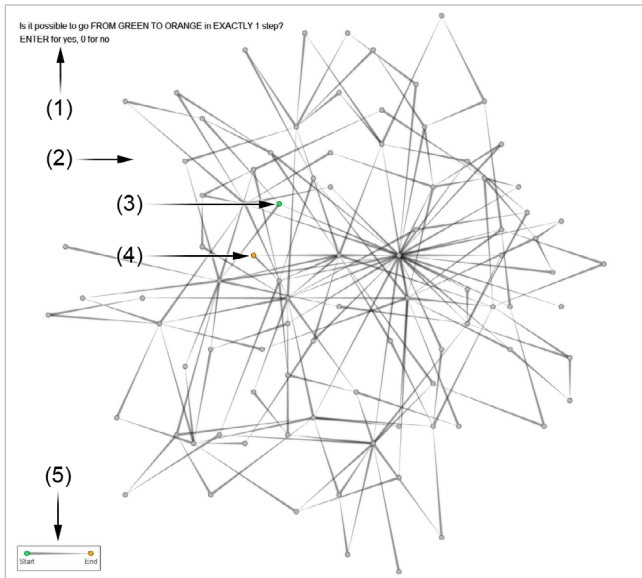 Is it possible to go FROM GREEN TO ORANGE in EXACTLY 1 step?
ENTER for yes, 0 for no
(1)
(2)
(3)
(4)
(5)
Start End